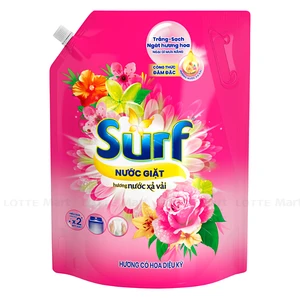 Trắng-Sạch
Ngát hương hoa
CÔNG THỨC
ĐẬM ĐẶC
Surf
NƯỚC GIẶT
hương nước xả vải
x2
HƯƠNG CỎ HOA DIỆU KỲ
LOTTE Mart